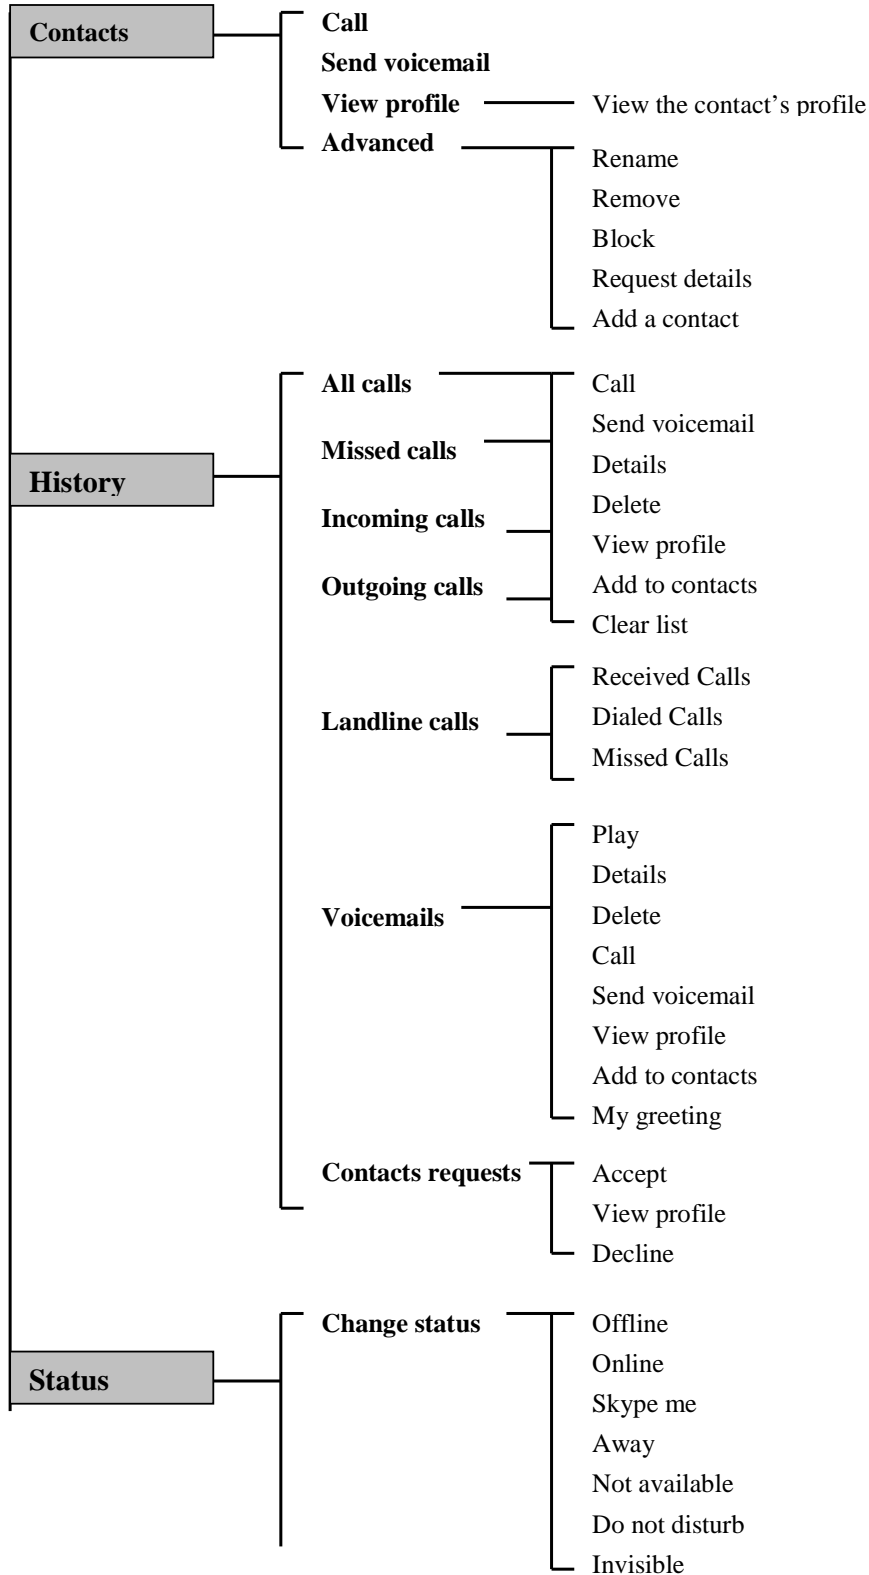 Contacts
Call
Send voicemail
View profile
View the contact's profile
Advanced
Rename
Remove
Block
Request details
Add a contact
History
All calls
Missed calls
Incoming calls
Outgoing calls
Call
Send voicemail
Details
Delete
View profile
Add to contacts
Clear list
Landline calls
Received Calls
Dialed Calls
Missed Calls
Voicemails
Play
Details
Delete
Call
Send voicemail
View profile
Add to contacts
My greeting
Contacts requests
Accept
View profile
Decline
Status
Change status
Offline
Online
Skype me
Away
Not available
Do not disturb
Invisible